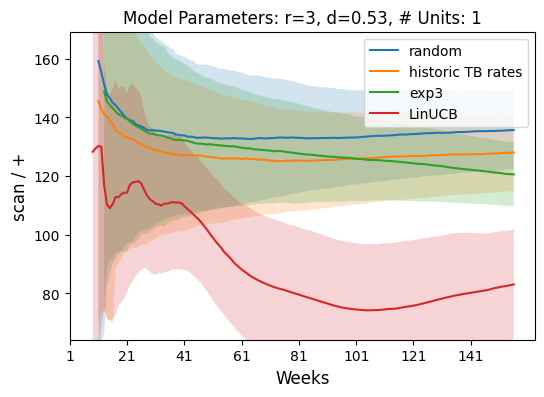 Model Parameters: r=3, d=0.53, # Units: 1
random
historic TB rates
exp3
LinUCB
scan / +
160
140
120
100
80
1 21 41 61 81 101 121 141
Weeks